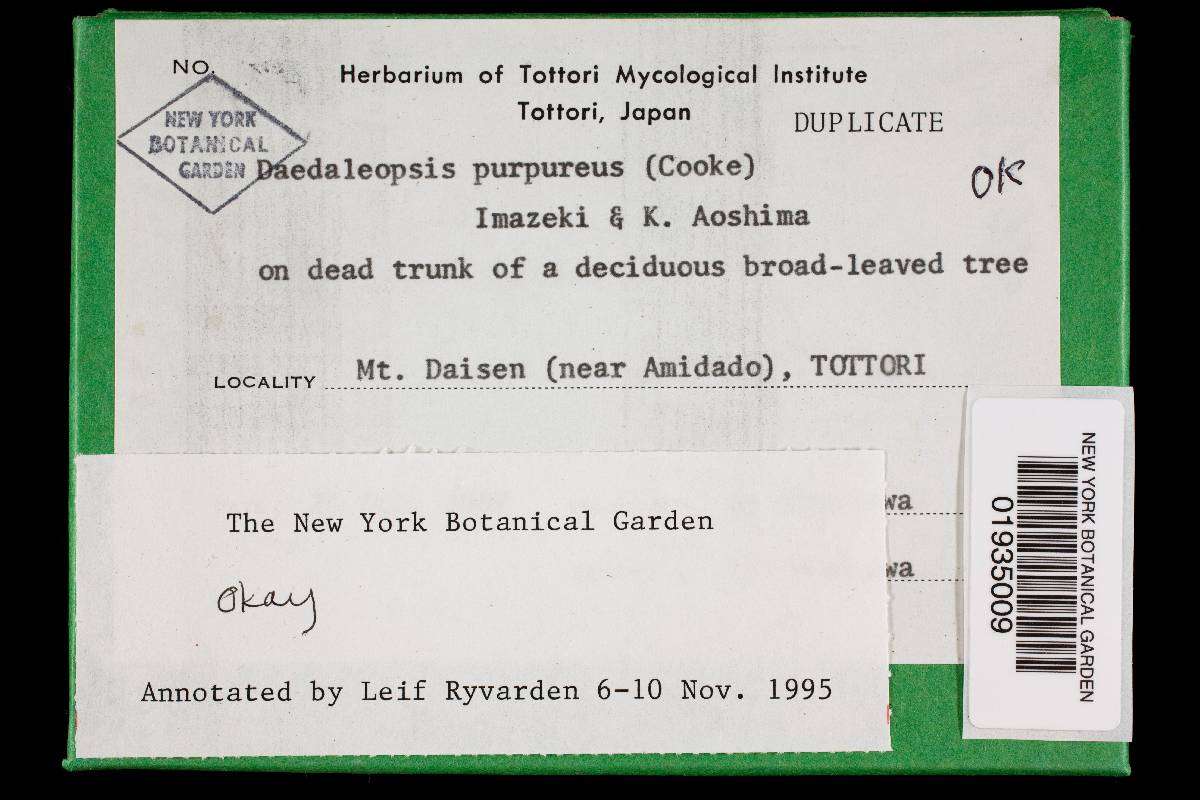 NO.
Herbarium of Tottori Mycological Institute
Tottori, Japan
DUPLICATE
NEW YORK
BOTANICAL
GARDEN
Daedaleopsis purpureus (Cooke)
Imazeki & K. Aoshima
OK
on dead trunk of a deciduous broad-leaved tree
LOCALITY Mt. Daisen (near Amidado), TOTTORI
wa
wa
The New York Botanical Garden
Okay
Annotated by Leif Ryvarden 6-10 Nov. 1995
NEW YORK BOTANICAL GARDEN
01935009